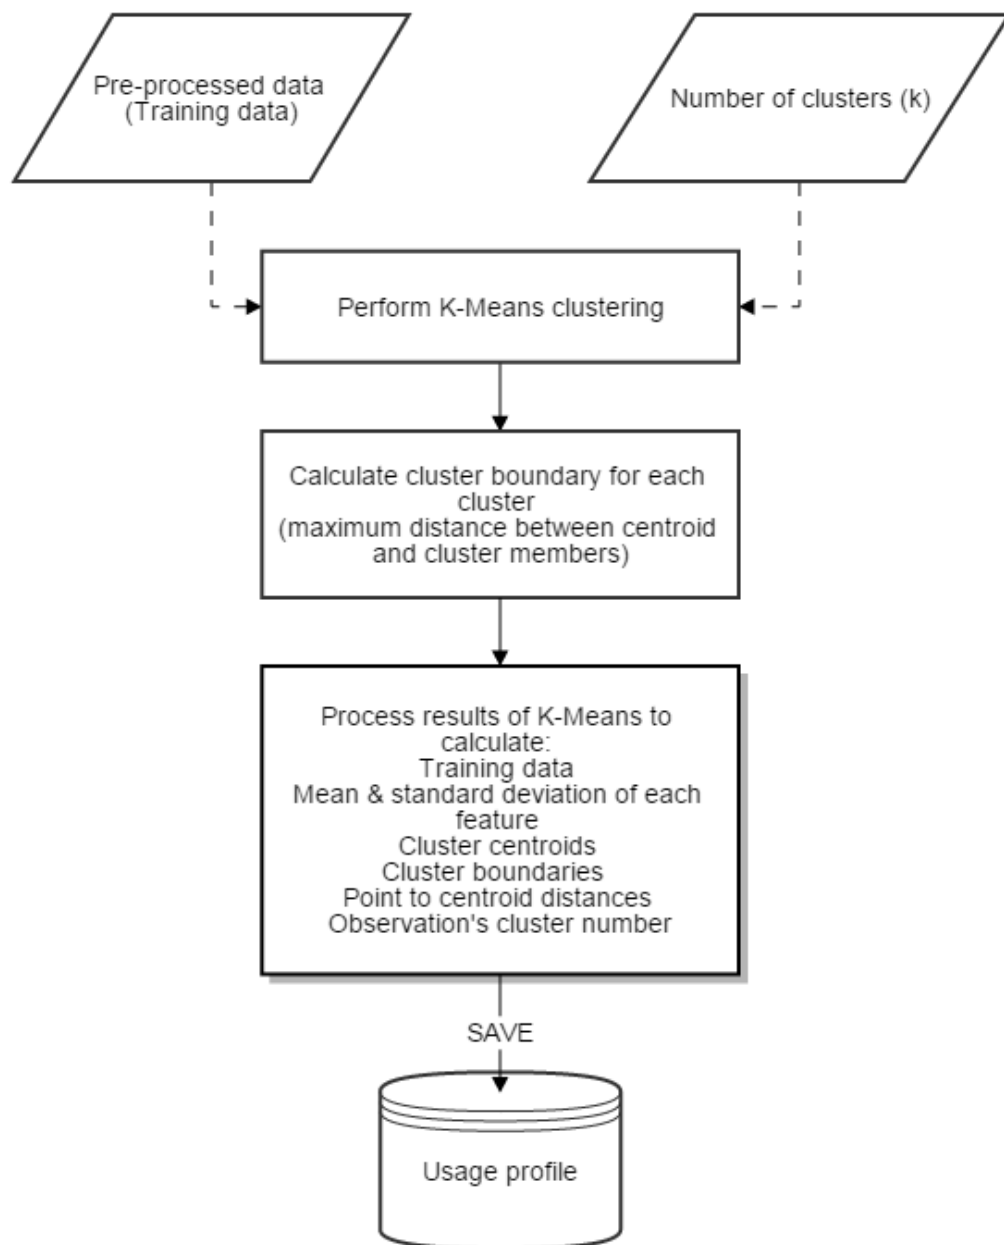 Pre-processed data
(Training data)
Number of clusters (k)
Perform K-Means clustering
Calculate cluster boundary for each
cluster
(maximum distance between centroid
and cluster members)
Process results of K-Means to
calculate:
Training data
Mean & standard deviation of each
feature
Cluster centroids
Cluster boundaries
Point to centroid distances
Observation's cluster number
SAVE
Usage profile